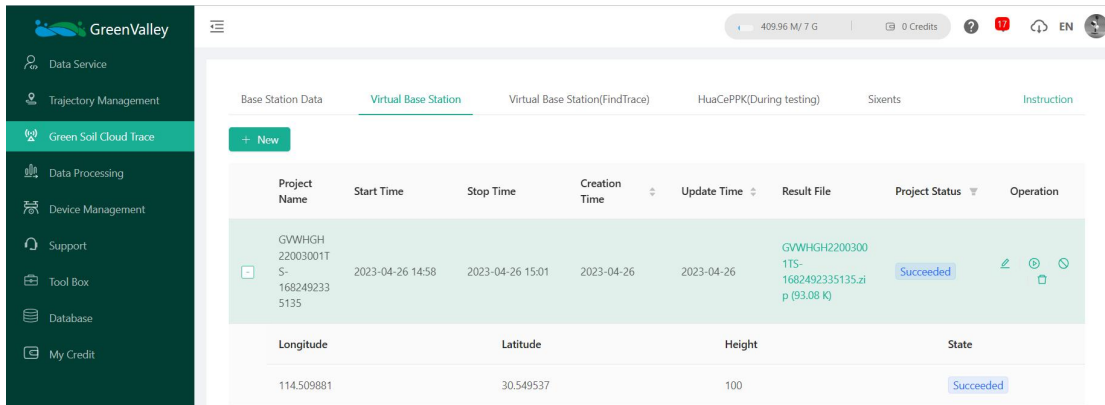 GreenValley
409.96 M/ 7 G
0 Credits
17
EN
Data Service
Trajectory Management
Green Soil Cloud Trace
Data Processing
Device Management
Support
Tool Box
Database
My Credit
Base Station Data
Virtual Base Station
Virtual Base Station(FindTrace)
HuaCePPK(During testing)
Sixents
Instruction
+ New
Project
Name
Start Time
Stop Time
Creation
Time
Update Time
Result File
Project Status
Operation
GVWHGH
22003001T
S-
168249233
5135
2023-04-26 14:58
2023-04-26 15:01
2023-04-26
2023-04-26
GVWHGH2200300
1TS-
1682492335135.zi
p (93.08 K)
Succeeded
Longitude
Latitude
Height
State
114.509881
30.549537
100
Succeeded